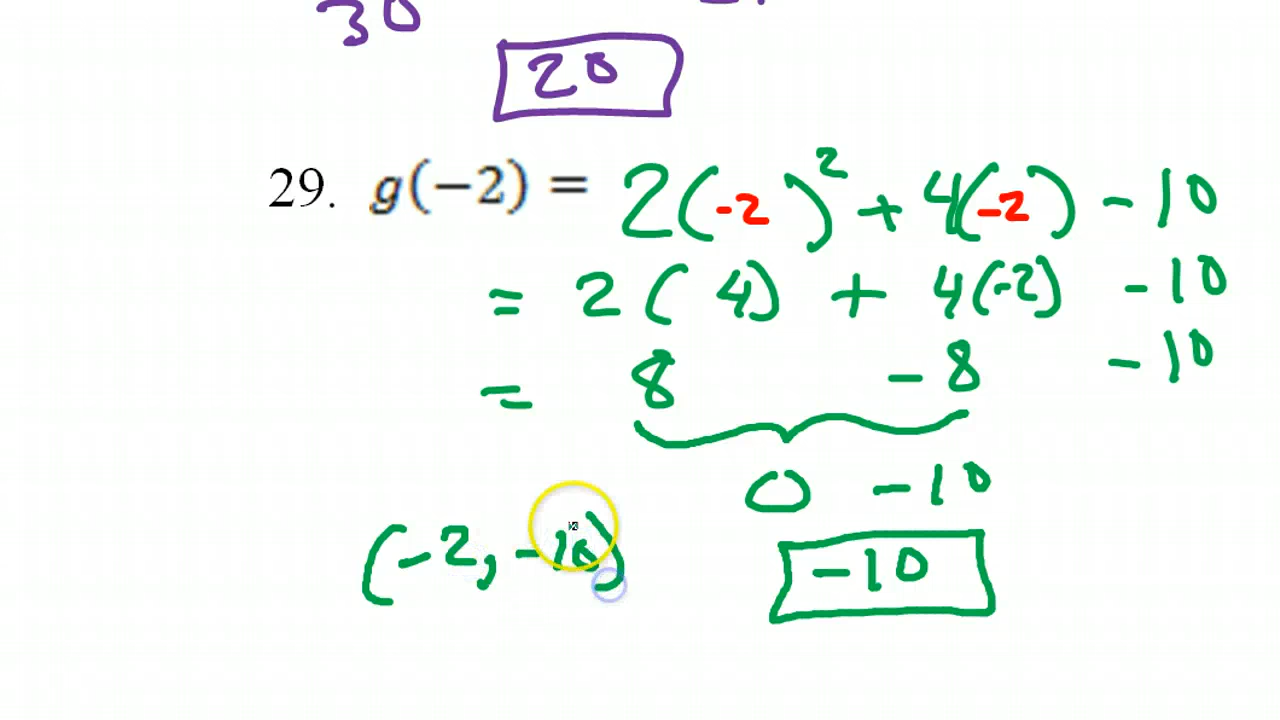 30
20
29. g(-2) = 2(-2)² + 4(-2) - 10
= 2(4) + 4(-2) - 10
= 8 - 8 - 10
0 - 10
(-2, -10)
-10